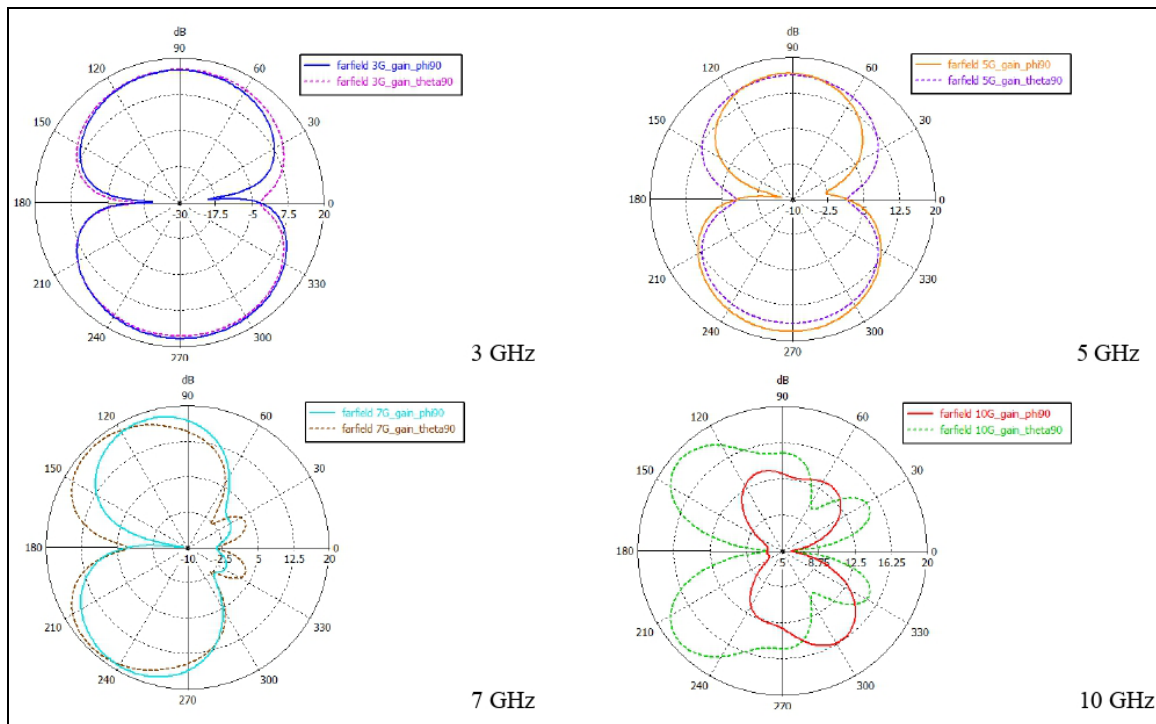 dB
90
120
60
150
30
180
0
-30 -17.5 -5 7.5 20
210
330
240
300
270
farfield 3G_gain_phi90
farfield 3G_gain_theta90
3 GHz
dB
90
120
60
150
30
180
0
-10 -2.5 5 12.5 20
210
330
240
300
270
farfield 5G_gain_phi90
farfield 5G_gain_theta90
5 GHz
dB
90
120
60
150
30
180
0
-10 -2.5 5 12.5 20
210
330
240
300
270
farfield 7G_gain_phi90
farfield 7G_gain_theta90
7 GHz
dB
90
120
60
150
30
180
0
5 8.75 12.5 16.25 20
210
330
240
300
270
farfield 10G_gain_phi90
farfield 10G_gain_theta90
10 GHz